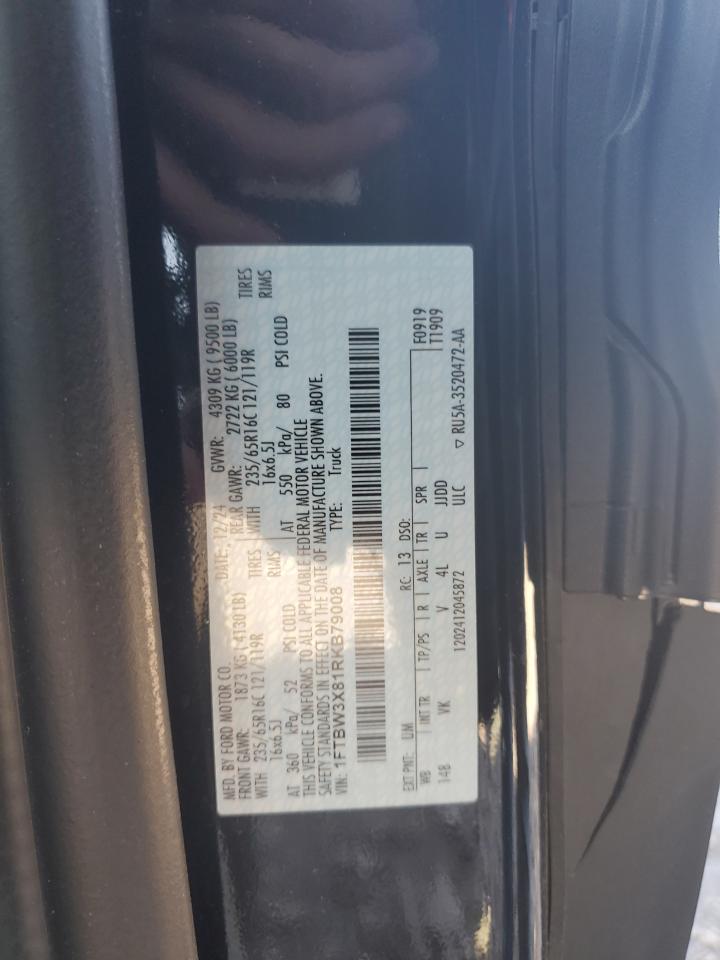 MFD. BY FORD MOTOR CO.
DATE: 12/24 GVWR: 4309 KG ( 9500 LB)
FRONT GAWR: 1873 KG ( 4130 LB) REAR GAWR: 2722 KG ( 6000 LB)
WITH 235/65R16C 121/119R TIRES WITH 235/65R16C 121/119R TIRES
16x6.5J RIMS 16x6.5J RIMS
AT 360 kPa/ 52 PSI COLD AT 550 kPa/ 80 PSI COLD
THIS VEHICLE CONFORMS TO ALL APPLICABLE FEDERAL MOTOR VEHICLE
SAFETY STANDARDS IN EFFECT ON THE DATE OF MANUFACTURE SHOWN ABOVE.
VIN: 1FTBW3X81RKB79008 TYPE: Truck
EXT PNT: UM RC: 13 DSO: F0919
WB INT TR TP/PS R AXLE TR SPR T1909
148 VK V 4L U JJDD
1202412045872 ULC ▽ RU5A-3520472-AA